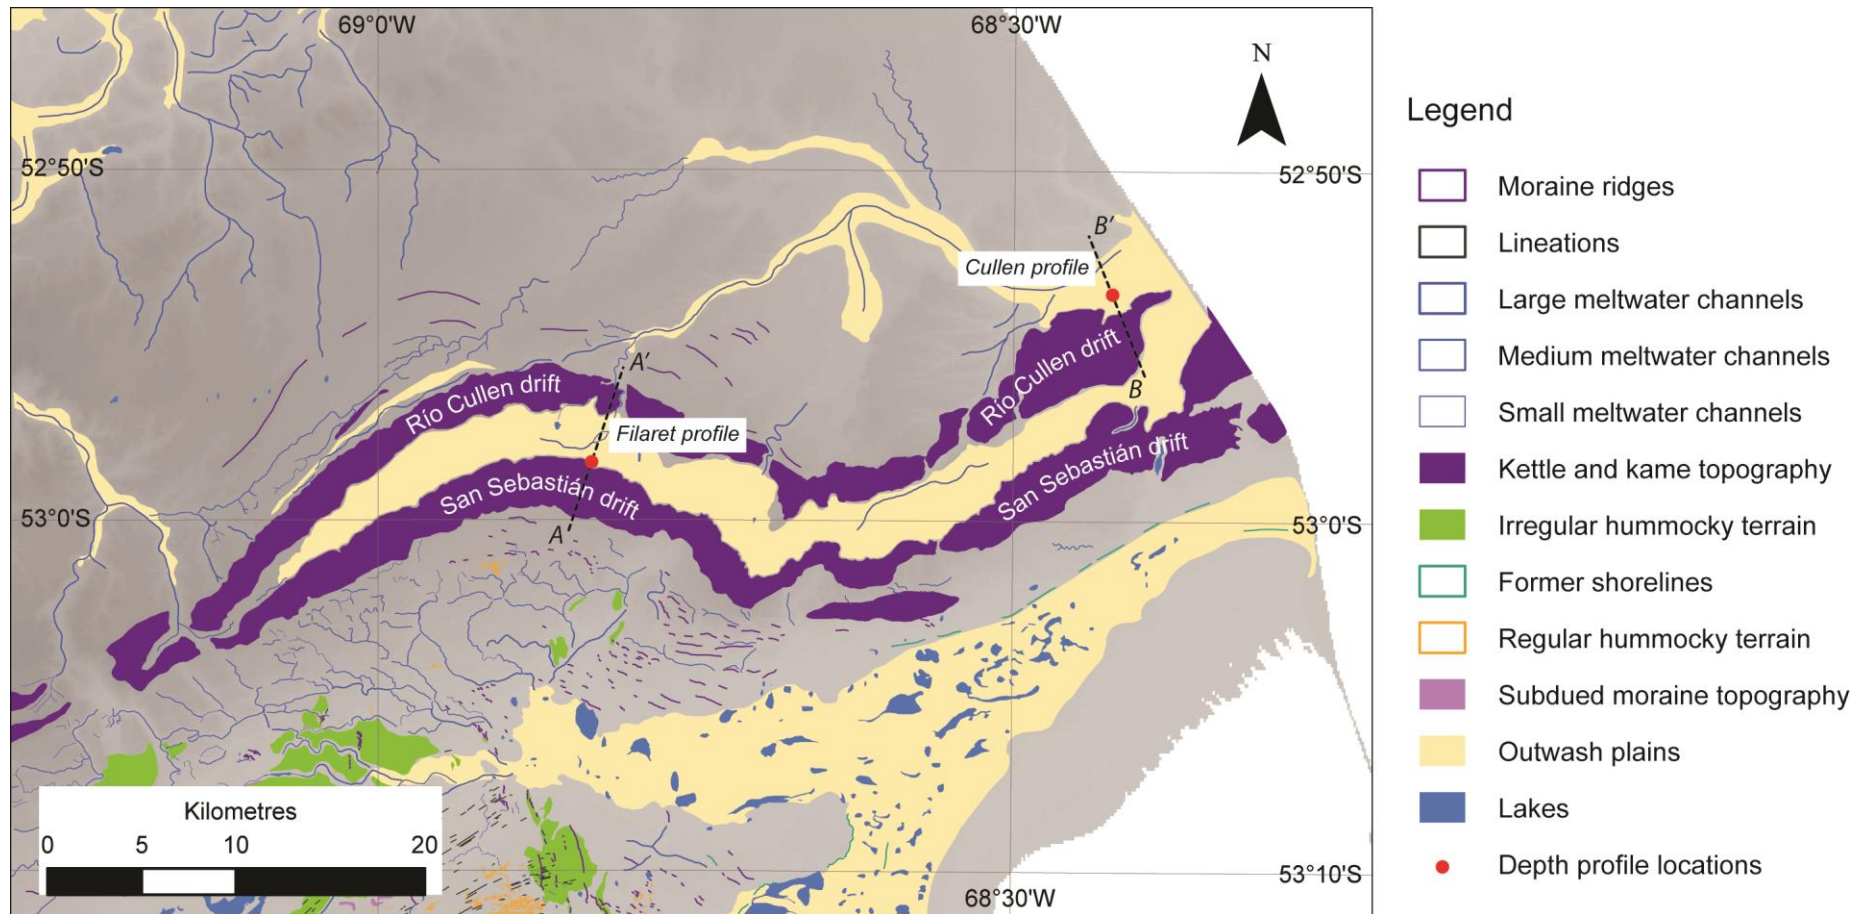 69°0'W
68°30'W
N
Legend
52°50'S
52°50'S
Moraine ridges
B'
Lineations
Cullen profile
Large meltwater channels
Medium meltwater channels
A'
Río Cullen drift
Río Cullen drift
B
Small meltwater channels
Filaret profile
Kettle and kame topography
San Sebastián drift
San Sebastián drift
53°0'S
53°0'S
Irregular hummocky terrain
A
Former shorelines
Regular hummocky terrain
Subdued moraine topography
Outwash plains
Kilometres
Lakes
0 5 10 20
Depth profile locations
68°30'W
53°10'S